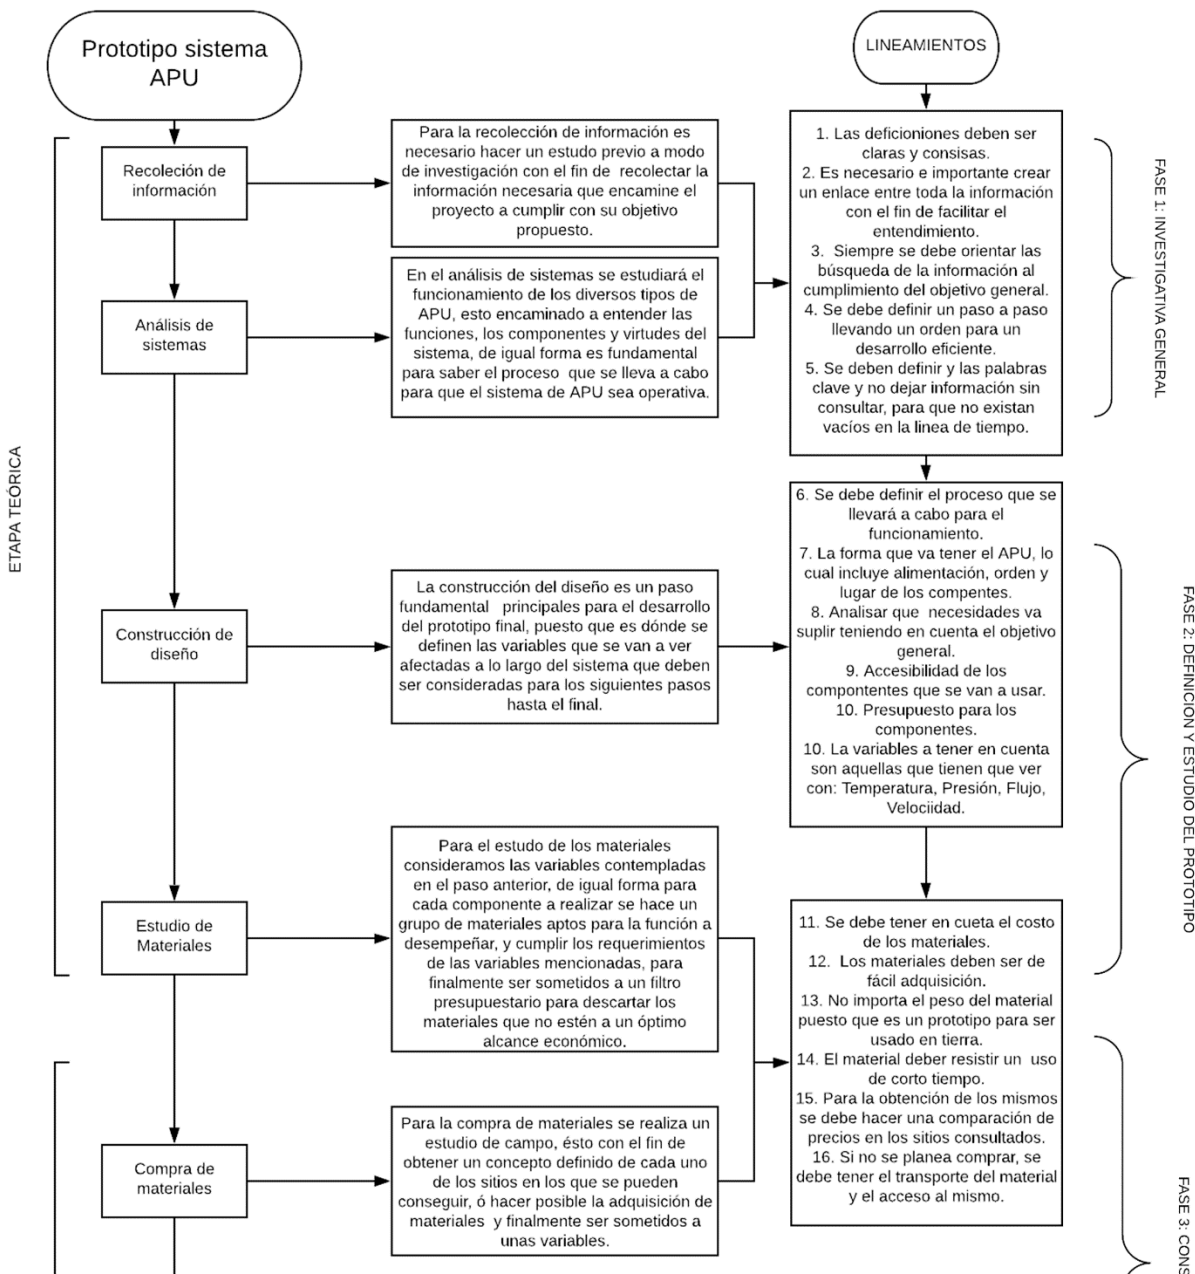 Prototipo sistema
APU
LINEAMIENTOS
ETAPA TEÓRICA
Recoleción de
información
Para la recolección de información es
necesario hacer un estudio previo a modo
de investigación con el fin de recolectar la
información necesaria que encamine el
proyecto a cumplir con su objetivo
propuesto.
Análisis de
sistemas
En el análisis de sistemas se estudiará el
funcionamiento de los diversos tipos de
APU, esto encaminado a entender las
funciones, los componentes y virtudes del
sistema, de igual forma es fundamental
para saber el proceso que se lleva a cabo
para que el sistema de APU sea operativa.
1. Las deficioniones deben ser
claras y consisas.
2. Es necesario e importante crear
un enlace entre toda la información
con el fin de facilitar el
entendimiento.
3. Siempre se debe orientar las
búsqueda de la información al
cumplimiento del objetivo general.
4. Se debe definir un paso a paso
llevando un orden para un
desarrollo eficiente.
5. Se deben definir y las palabras
clave y no dejar información sin
consultar, para que no existan
vacíos en la linea de tiempo.
FASE 1: INVESTIGATIVA GENERAL
Construcción de
diseño
La construcción del diseño es un paso
fundamental principales para el desarrollo
del prototipo final, puesto que es dónde se
definen las variables que se van a ver
afectadas a lo largo del sistema que deben
ser consideradas para los siguientes pasos
hasta el final.
6. Se debe definir el proceso que se
llevará a cabo para el
funcionamiento.
7. La forma que va tener el APU, lo
cual incluye alimentación, orden y
lugar de los compentes.
8. Analisar que necesidades va
suplir teniendo en cuenta el objetivo
general.
9. Accesibilidad de los
compontentes que se van a usar.
10. Presupuesto para los
componentes.
10. La variables a tener en cuenta
son aquellas que tienen que ver
con: Temperatura, Presión, Flujo,
Velociidad.
FASE 2: DEFINICION Y ESTUDIO DEL PROTOTIPO
Estudio de
Materiales
Para el estudo de los materiales
consideramos las variables contempladas
en el paso anterior, de igual forma para
cada componente a realizar se hace un
grupo de materiales aptos para la función a
desempeñar, y cumplir los requerimientos
de las variables mencionadas, para
finalmente ser sometidos a un filtro
presupuestario para descartar los
materiales que no estén a un óptimo
alcance económico.
11. Se debe tener en cueta el costo
de los materiales.
12. Los materiales deben ser de
fácil adquisición.
13. No importa el peso del material
puesto que es un prototipo para ser
usado en tierra.
14. El material deber resistir un uso
de corto tiempo.
15. Para la obtención de los mismos
se debe hacer una comparación de
precios en los sitios consultados.
16. Si no se planea comprar, se
debe tener el transporte del material
y el acceso al mismo.
Compra de
materiales
Para la compra de materiales se realiza un
estudio de campo, ésto con el fin de
obtener un concepto definido de cada uno
de los sitios en los que se pueden
conseguir, ó hacer posible la adquisición de
materiales y finalmente ser sometidos a
unas variables.
FASE 3: CONS